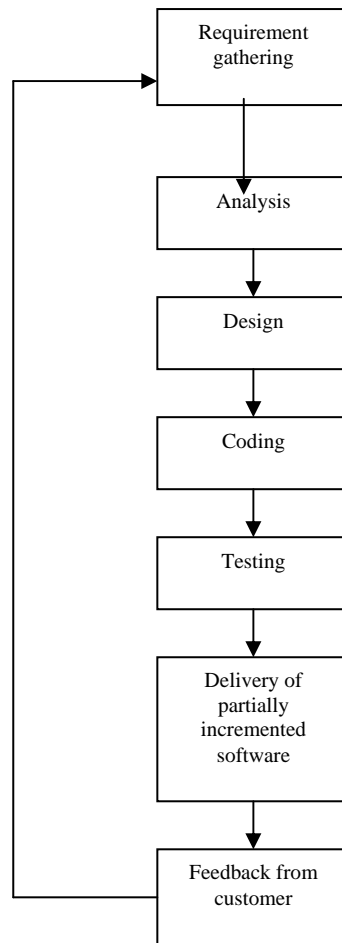 Requirement
gathering
Analysis
Design
Coding
Testing
Delivery of
partially
incremented
software
Feedback from
customer